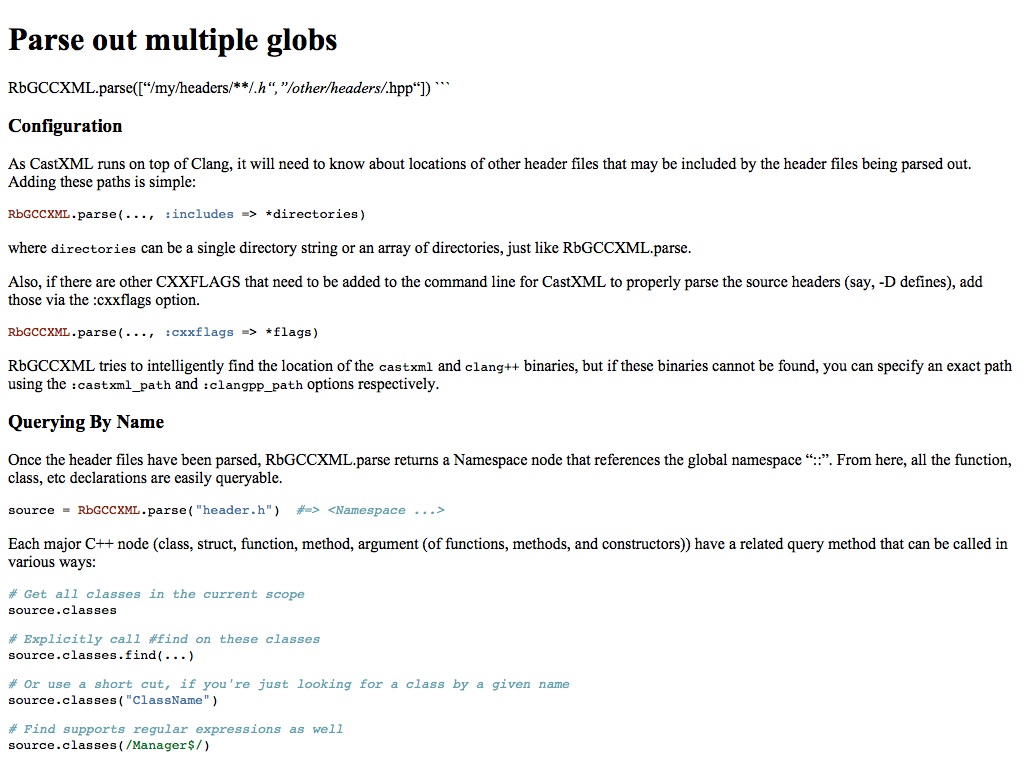 Parse out multiple globs
RbGCCXML.parse([“/my/headers/**/.h“, ”/other/headers/.hpp“]) ```
Configuration
As CastXML runs on top of Clang, it will need to know about locations of other header files that may be included by the header files being parsed out.
Adding these paths is simple:
RbGCCXML.parse(..., :includes => *directories)
where directories can be a single directory string or an array of directories, just like RbGCCXML.parse.
Also, if there are other CXXFLAGS that need to be added to the command line for CastXML to properly parse the source headers (say, -D defines), add
those via the :cxxflags option.
RbGCCXML.parse(..., :cxxflags => *flags)
RbGCCXML tries to intelligently find the location of the castxml and clang++ binaries, but if these binaries cannot be found, you can specify an exact path
using the :castxml_path and :clangpp_path options respectively.
Querying By Name
Once the header files have been parsed, RbGCCXML.parse returns a Namespace node that references the global namespace “::”. From here, all the function,
class, etc declarations are easily queryable.
source = RbGCCXML.parse("header.h")  #=> <Namespace ...>
Each major C++ node (class, struct, function, method, argument (of functions, methods, and constructors)) have a related query method that can be called in
various ways:
# Get all classes in the current scope
source.classes
# Explicitly call #find on these classes
source.classes.find(...)
# Or use a short cut, if you're just looking for a class by a given name
source.classes("ClassName")
# Find supports regular expressions as well
source.classes(/Manager$/)